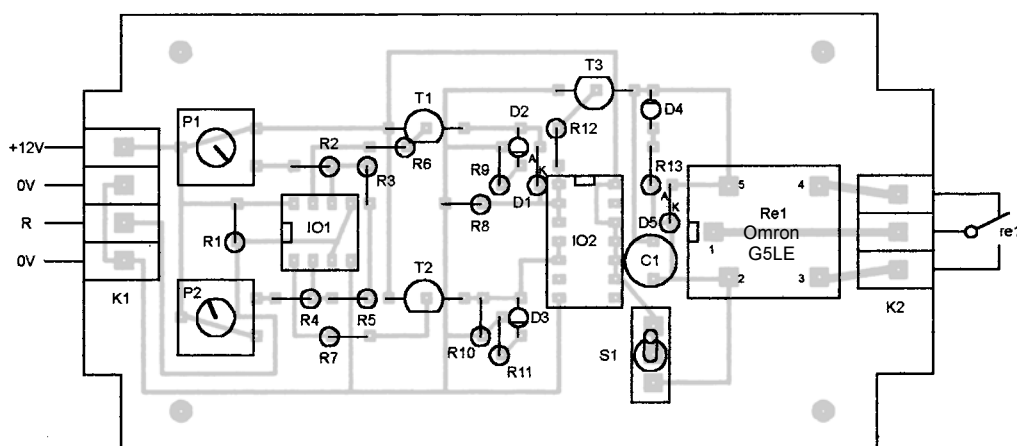 T3
T1
D2
D4
P1
R12
+12V
R2
R6
R9
A
K
R13
5
4
0V
R3
D1
A
K
R
IO1
R8
IO2
D5
Re1
re1
R1
1
Omron
G5LE
C1
0V
T2
2
3
K1
P2
K2
R4
R5
D3
R7
R10
S1
R11